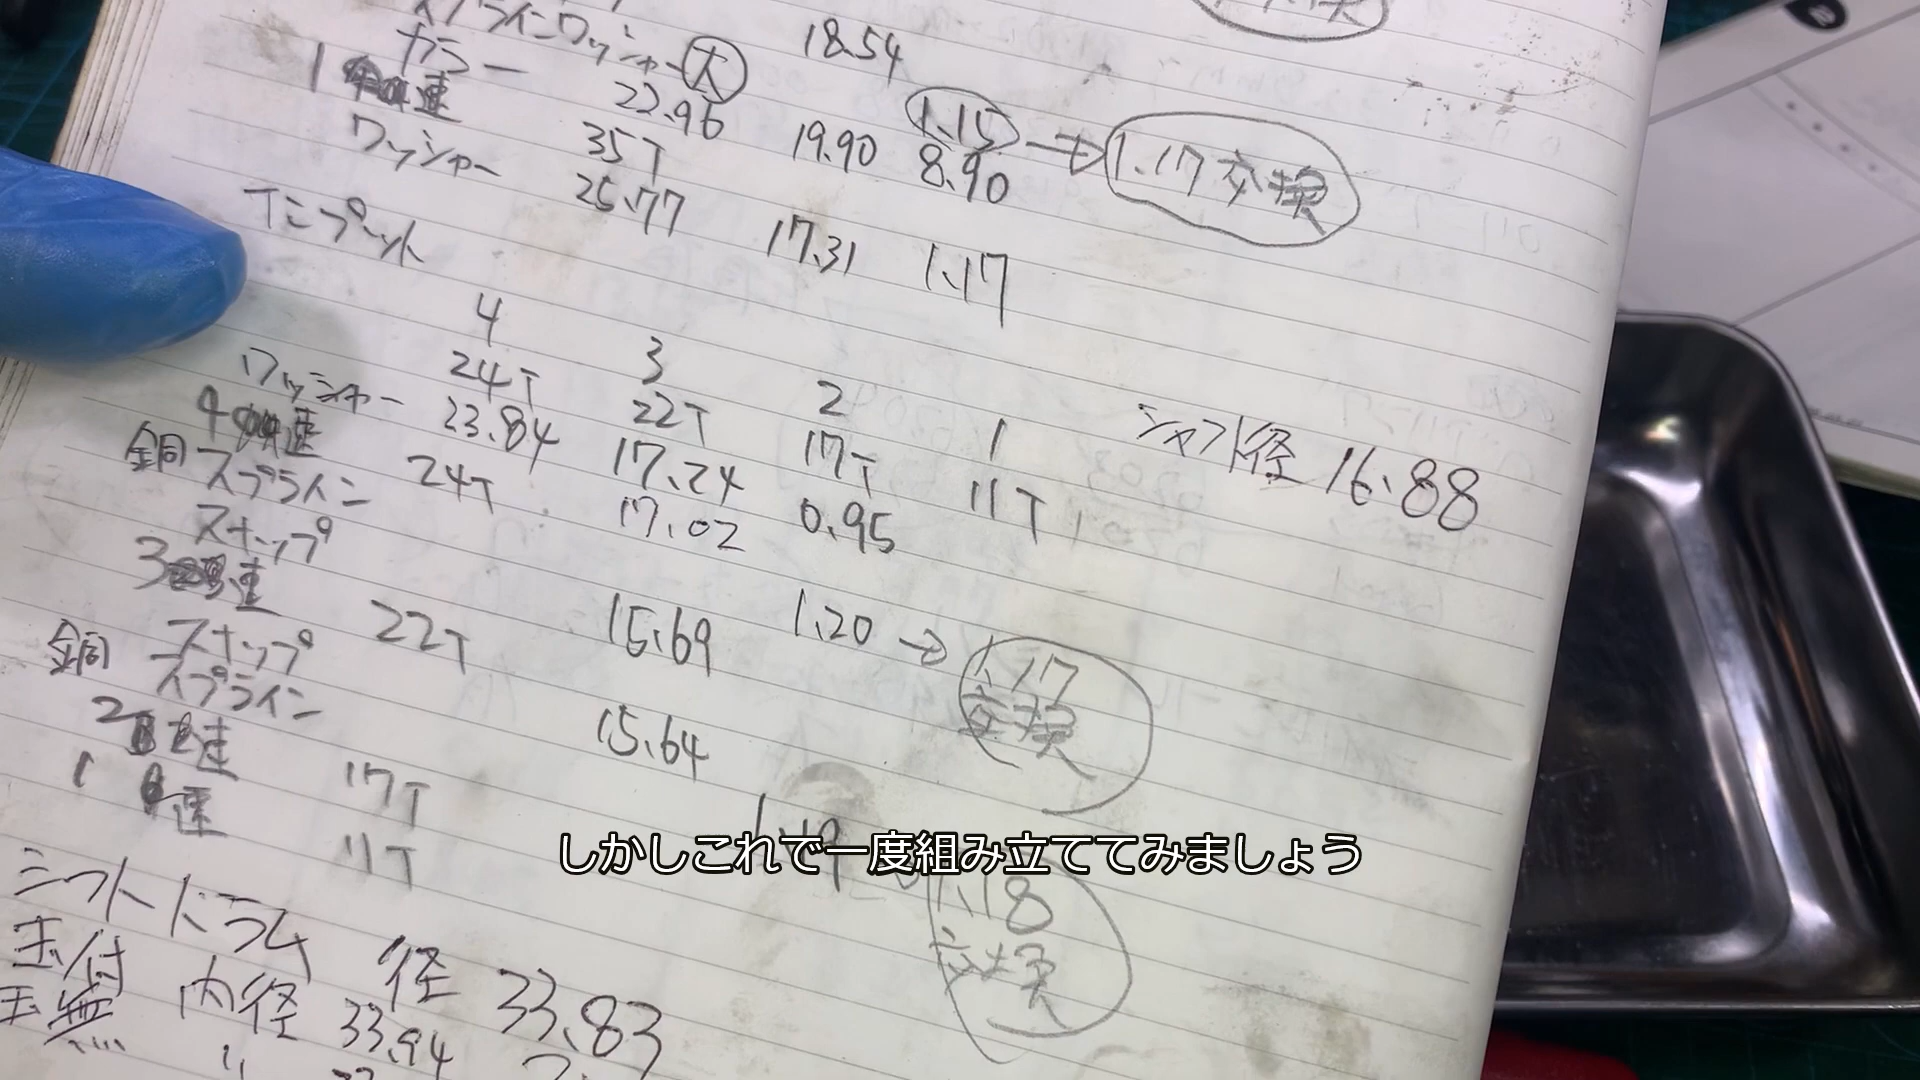 スプラインワッシャー 大 18.54
カラー 22.96 19.90 1.15 → 1.17 交換
1速 35T 8.90
ワッシャー 25.77 17.31 1.17
インプット
4 3 2 1
24T 22T 17T 11T シャフト径 16.88
ワッシャー 23.84 17.24 0.95
4速 24T 17.02
銅 スプライン
スナップ 15.69 1.20 → 1.17 交換
3速 22T
銅 スナップ 15.64
スプライン 1.18 交換
2速 17T
1速 11T
シフトドラム 径 33.83
玉付 内径 33.94
玉無 〃
しかしこれで一度組み立ててみましょう